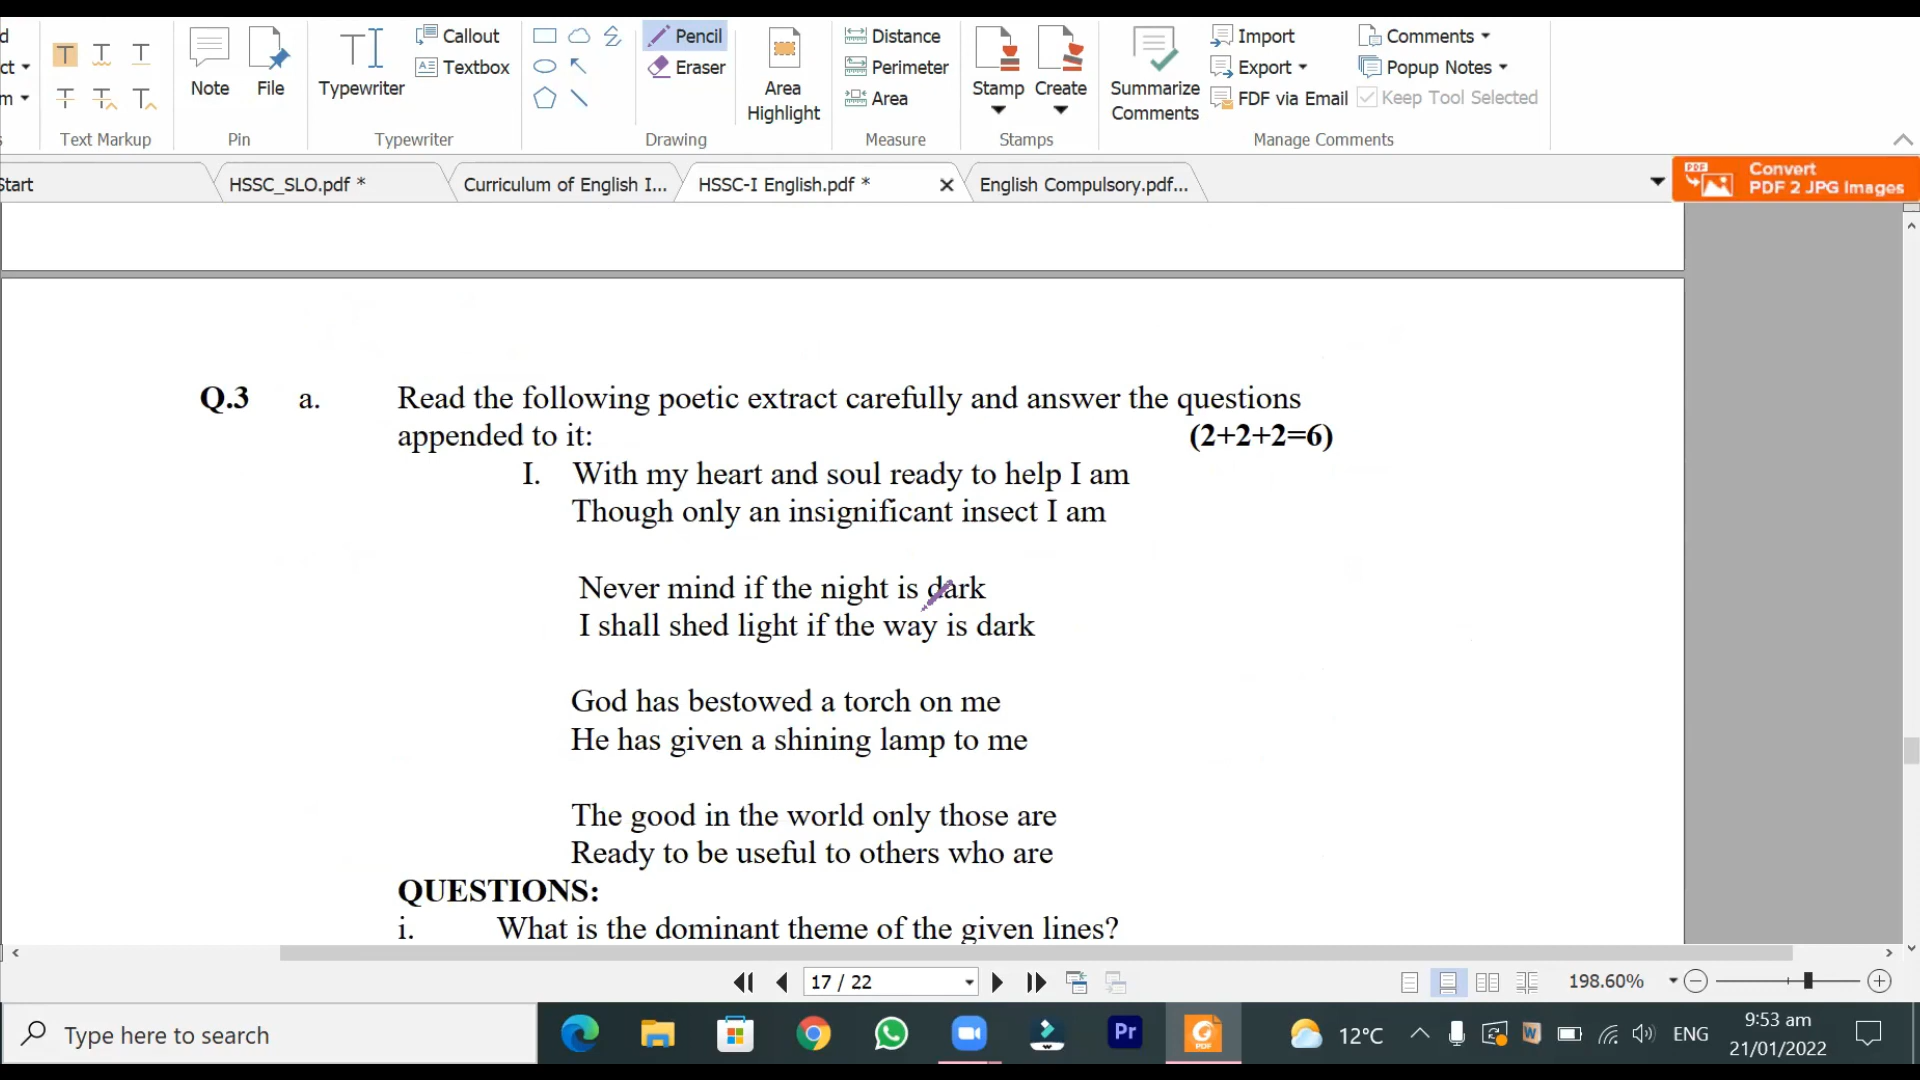 d
ct
m
Text Markup
Note
File
Pin
Typewriter
Callout
Textbox
Typewriter
Pencil
Eraser
Drawing
Area
Highlight
Distance
Perimeter
Area
Measure
Stamp
Create
Stamps
Summarize
Comments
Import
Export
FDF via Email
Comments
Popup Notes
Keep Tool Selected
Manage Comments
Start
HSSC_SLO.pdf *
Curriculum of English I...
HSSC-I English.pdf *
English Compulsory.pdf...
PDF
Convert
PDF 2 JPG Images
Q.3 a. Read the following poetic extract carefully and answer the questions
appended to it: (2+2+2=6)
I. With my heart and soul ready to help I am
Though only an insignificant insect I am
Never mind if the night is dark
I shall shed light if the way is dark
God has bestowed a torch on me
He has given a shining lamp to me
The good in the world only those are
Ready to be useful to others who are
QUESTIONS:
i. What is the dominant theme of the given lines?
17 / 22
198.60%
Type here to search
Pr
PDF
12°C
W
ENG
9:53 am
21/01/2022